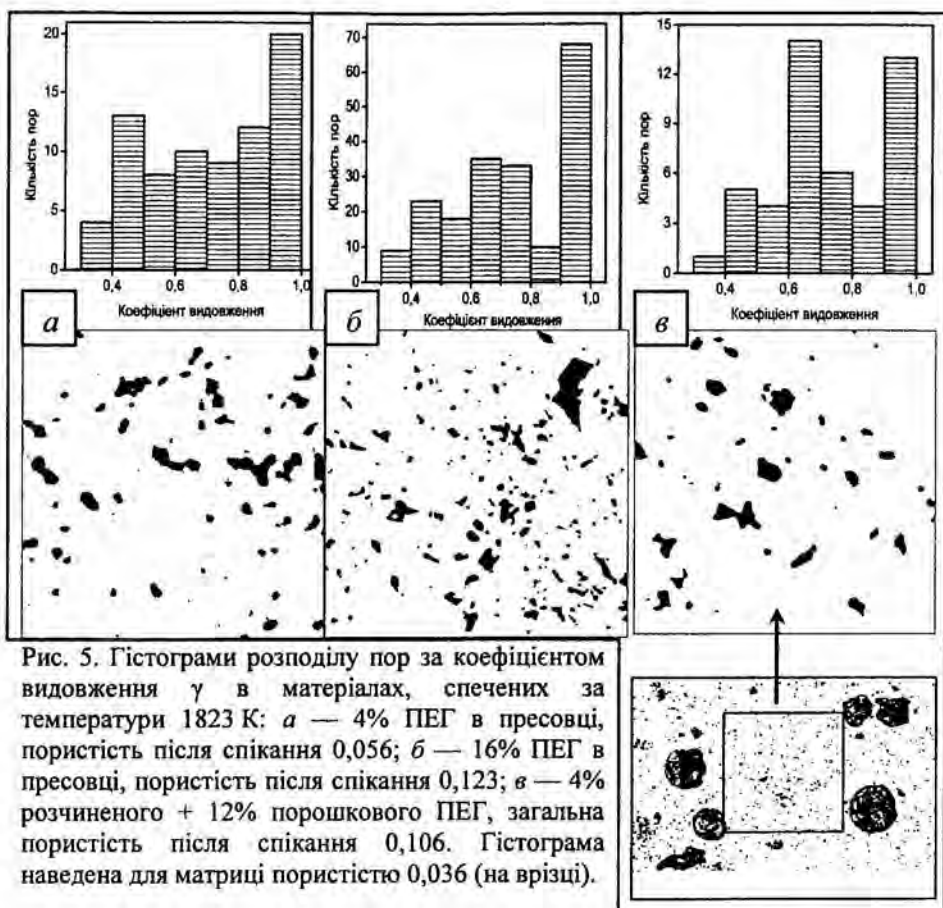 20
15
10
5
0
Кількість пор
0,4 0,6 0,8 1,0
Коефіцієнт видовження
а
70
60
50
40
30
20
10
0
Кількість пор
0,4 0,6 0,8 1,0
Коефіцієнт видовження
б
15
12
9
6
3
0
Кількість пор
0,4 0,6 0,8 1,0
Коефіцієнт видовження
в
Рис. 5. Гістограми розподілу пор за коефіцієнтом
видовження γ в матеріалах, спечених за
температури 1823 К: а — 4% ПЕГ в пресовці,
пористість після спікання 0,056; б — 16% ПЕГ в
пресовці, пористість після спікання 0,123; в — 4%
розчиненого + 12% порошкового ПЕГ, загальна
пористість після спікання 0,106. Гістограма
наведена для матриці пористістю 0,036 (на врізці).